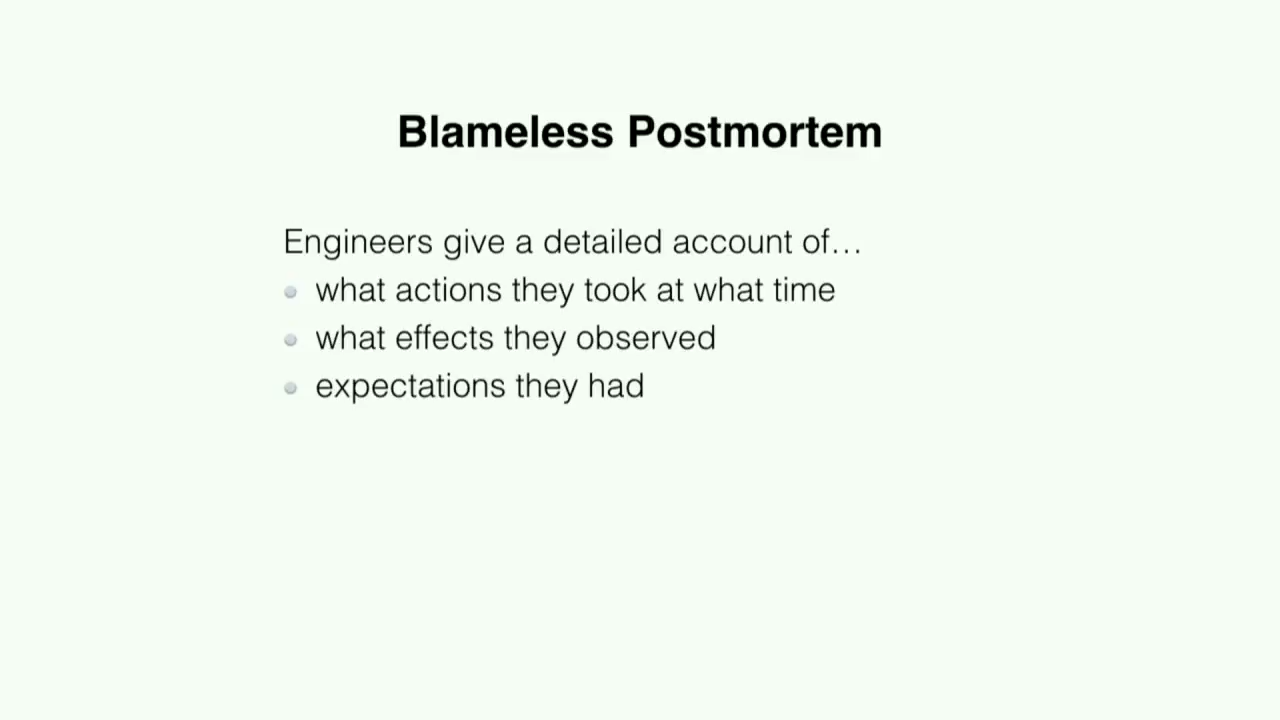 Blameless Postmortem
Engineers give a detailed account of…
what actions they took at what time
what effects they observed
expectations they had